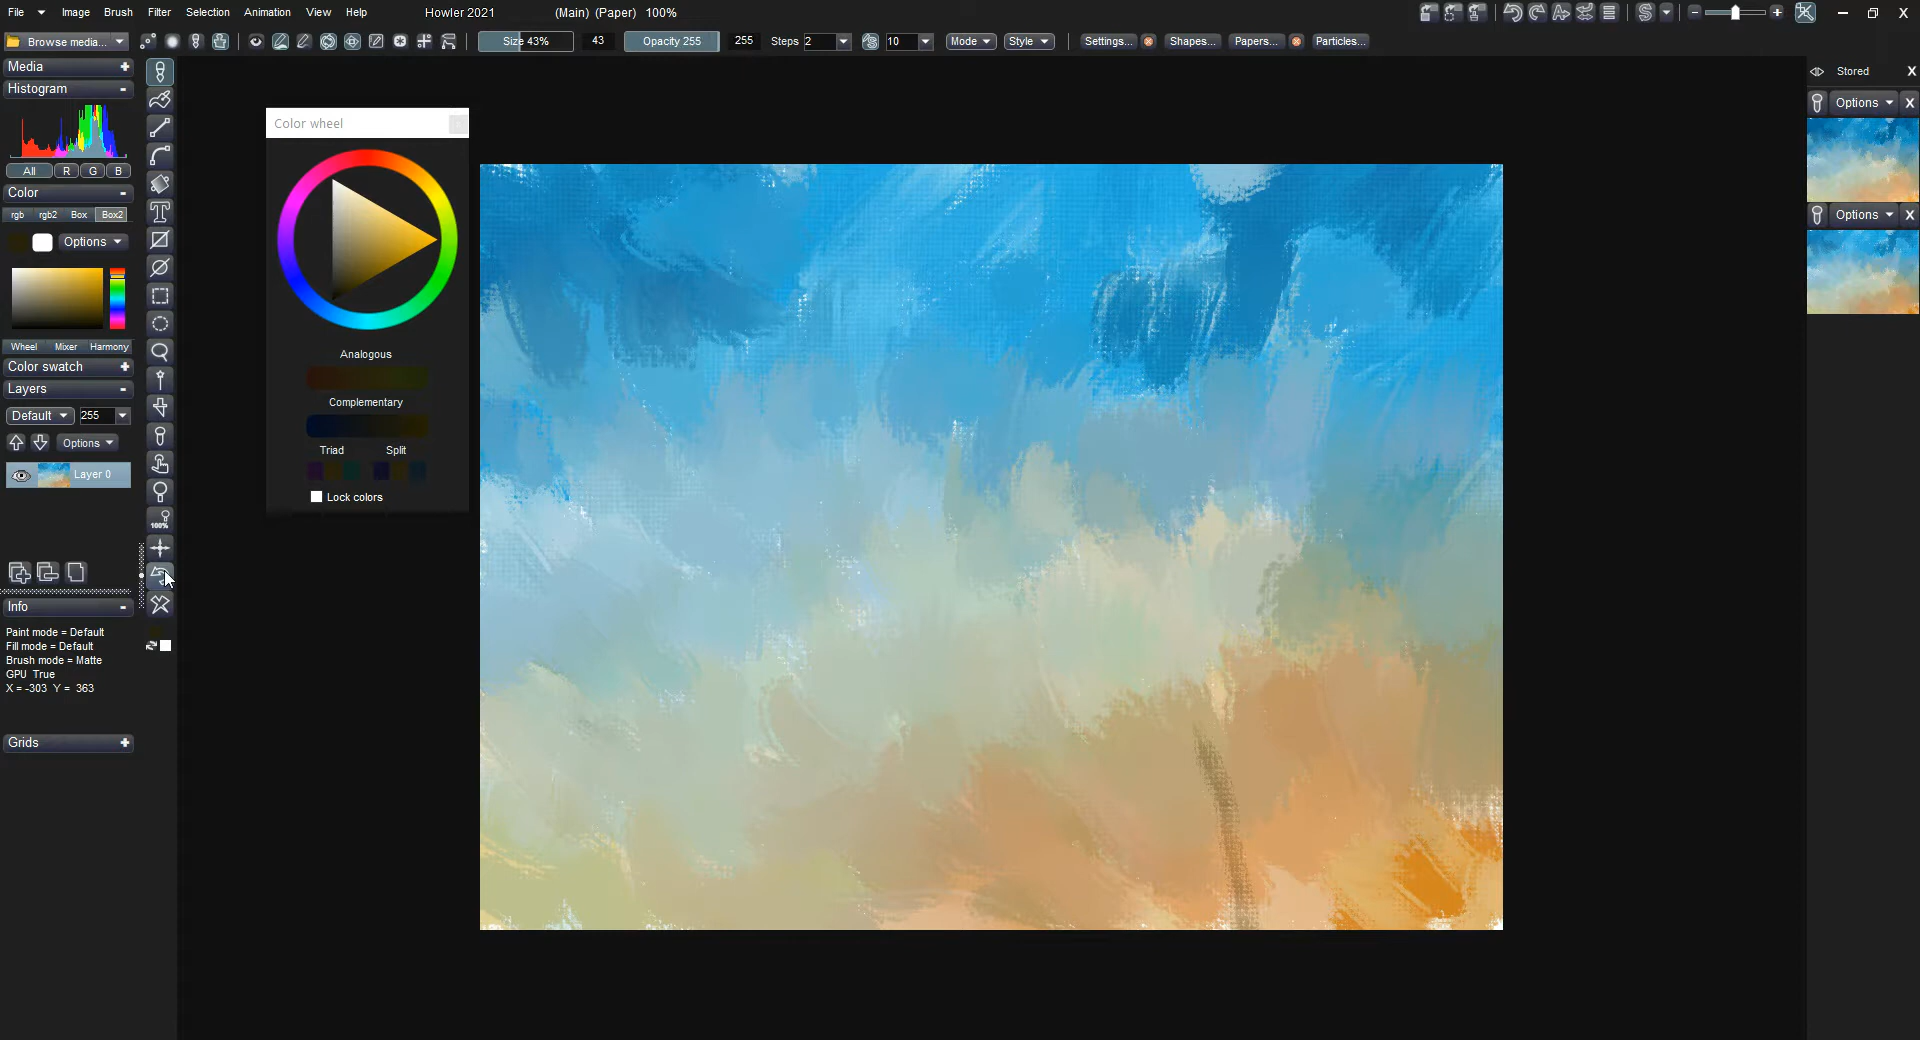 File Image Brush Filter Selection Animation View Help Howler 2021 (Main) (Paper) 100%
Browse media... Size 43% 43 Opacity 255 255 Steps 2 10 Mode Style Settings... Shapes... Papers... Particles...
Media
Histogram
All R G B
Color
rgb rgb2 Box Box2
Options
Wheel Mixer Harmony
Color swatch
Layers
Default 255
Options
Layer 0
Info
Paint mode = Default
Fill mode = Default
Brush mode = Matte
GPU True
X = -303 Y = 363
Grids
100%
Color wheel
Analogous
Complementary
Triad Split
Lock colors
Stored X
Options X
Options X